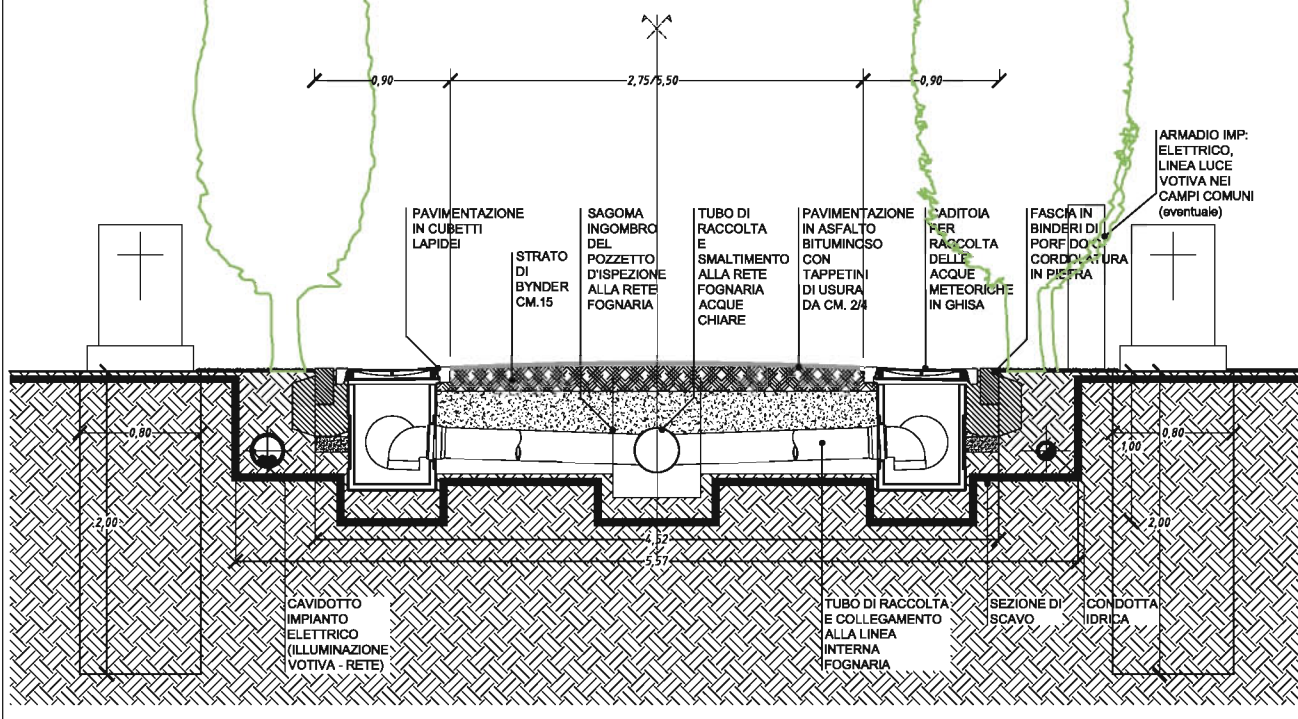 0,90
2,75/5,50
0,90
ARMADIO IMP:
ELETTRICO,
LINEA LUCE
VOTIVA NEI
CAMPI COMUNI
(eventuale)
PAVIMENTAZIONE
IN CUBETTI
LAPIDEI
STRATO
DI
BYNDER
CM.15
SAGOMA
INGOMBRO
DEL
POZZETTO
D'ISPEZIONE
ALLA RETE
FOGNARIA
TUBO DI
RACCOLTA
E
SMALTIMENTO
ALLA RETE
FOGNARIA
ACQUE
CHIARE
PAVIMENTAZIONE
IN ASFALTO
BITUMINOSO
CON
TAPPETINI
DI USURA
DA CM. 2/4
CADITOIA
PER
RACCOLTA
DELLE
ACQUE
METEORICHE
IN GHISA
FASCIA IN
BINDERI DI
PORFIDO O
CORDOLATURA
IN PIETRA
0,80
2,00
0,80
1,00
2,00
4,52
5,57
CAVIDOTTO
IMPIANTO
ELETTRICO
(ILLUMINAZIONE
VOTIVA - RETE)
TUBO DI RACCOLTA
E COLLEGAMENTO
ALLA LINEA
INTERNA
FOGNARIA
SEZIONE DI
SCAVO
CONDOTTA
IDRICA